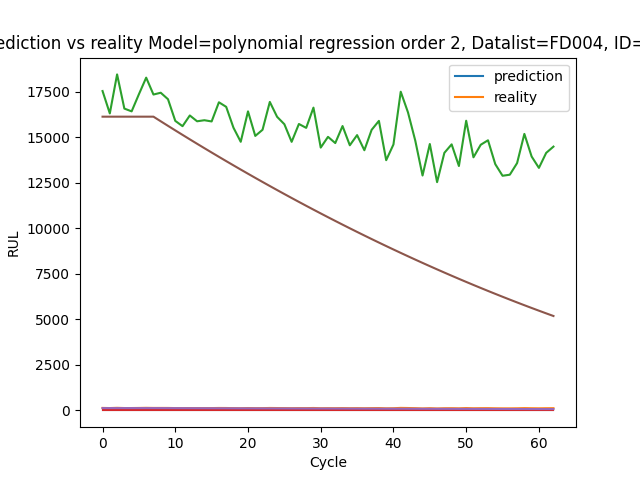 ediction vs reality Model=polynomial regression order 2, Datalist=FD004, ID=
prediction
reality
17500
15000
12500
10000
7500
5000
2500
0
RUL
0 10 20 30 40 50 60
Cycle